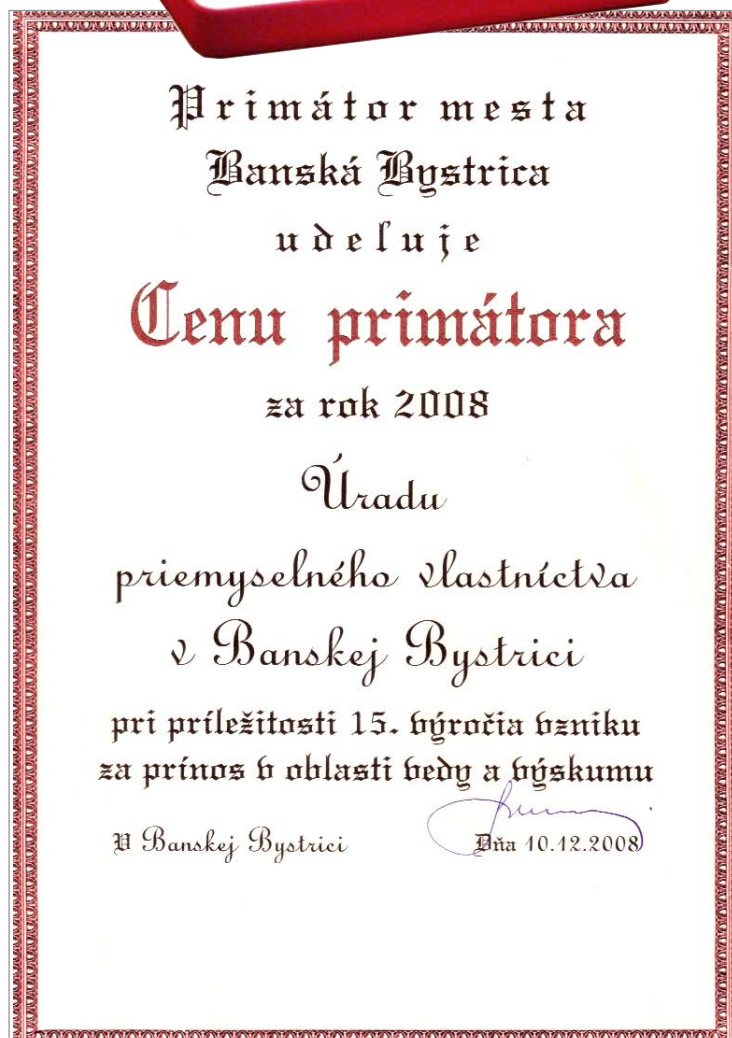 Primátor mesta
Banská Bystrica
udeľuje
Cenu primátora
za rok 2008
Úradu
priemyselného vlastníctva
v Banskej Bystrici
pri príležitosti 15. výročia vzniku
za prínos v oblasti vedy a výskumu
V Banskej Bystrici Dňa 10.12.2008